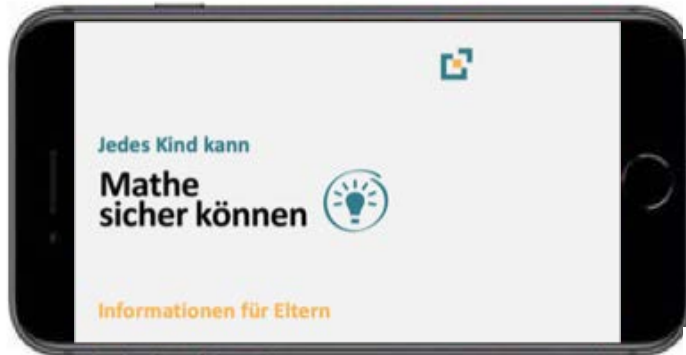 Jedes Kind kann
Mathe
sicher können
Informationen für Eltern